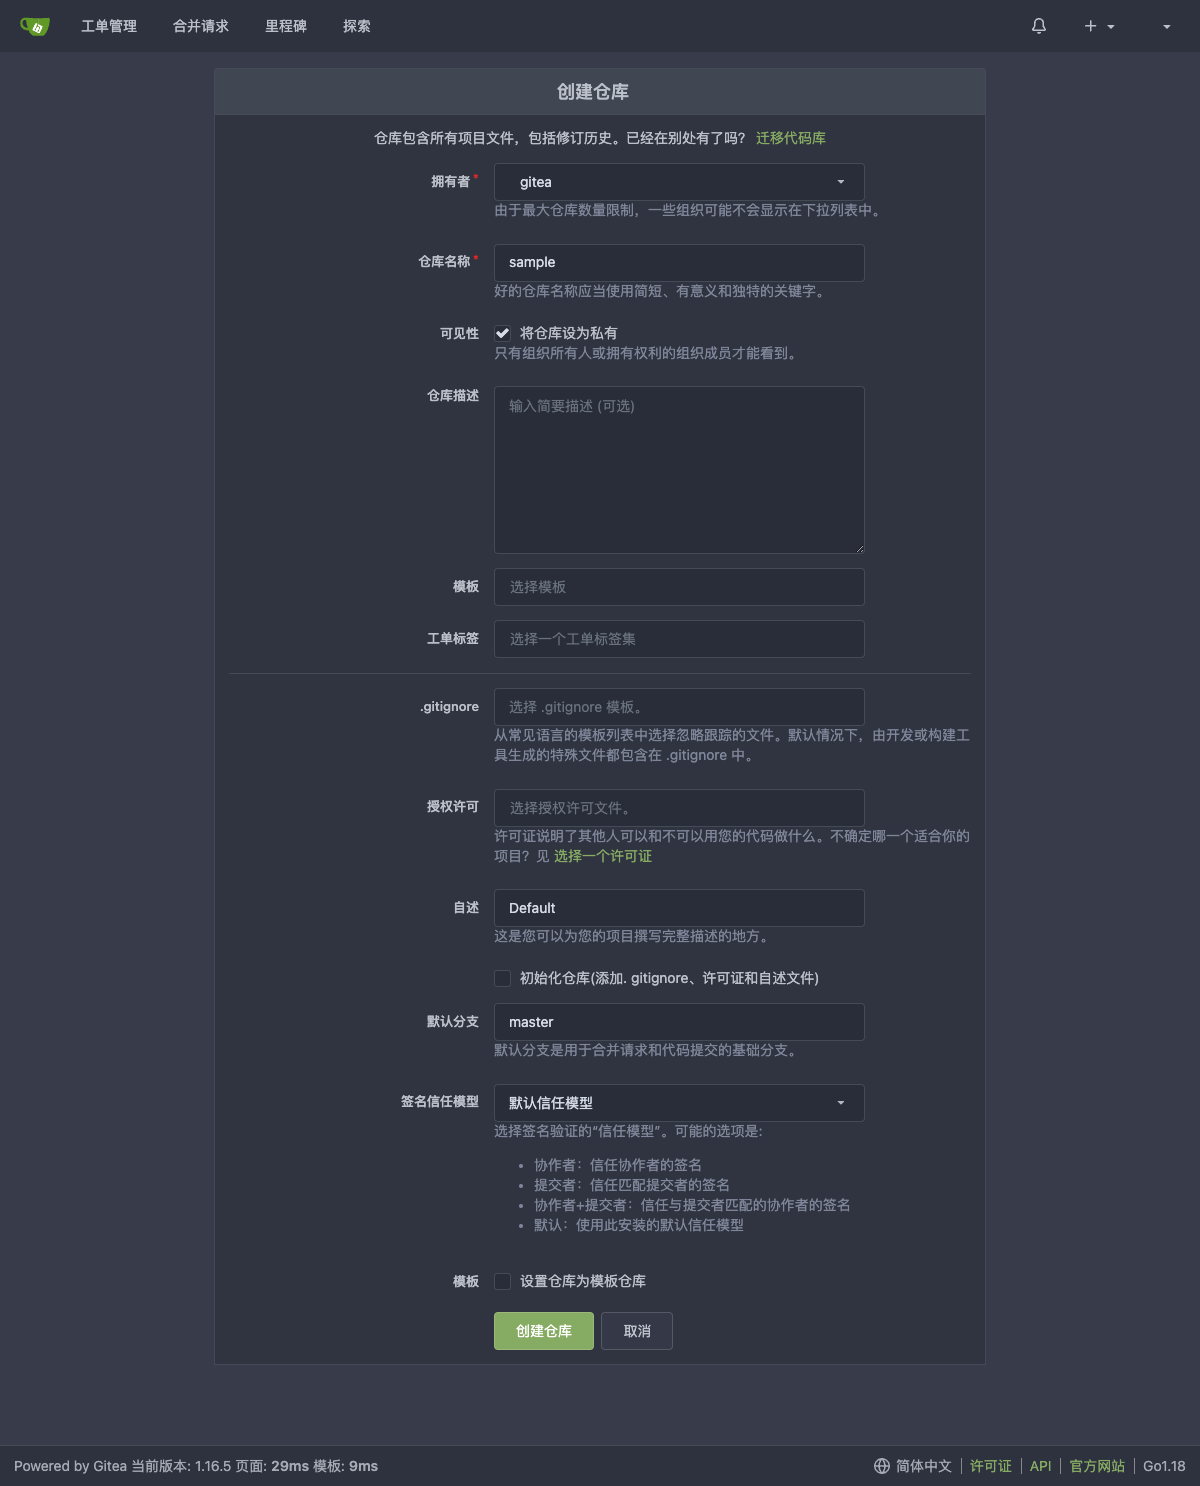 工单管理 合并请求 里程碑 探索
创建仓库
仓库包含所有项目文件，包括修订历史。已经在别处有了吗？ 迁移代码库
拥有者* gitea
由于最大仓库数量限制，一些组织可能不会显示在下拉列表中。
仓库名称* sample
好的仓库名称应当使用简短、有意义和独特的关键字。
可见性 将仓库设为私有
只有组织所有人或拥有权利的组织成员才能看到。
仓库描述 输入简要描述 (可选)
模板 选择模板
工单标签 选择一个工单标签集
.gitignore 选择 .gitignore 模板。
从常见语言的模板列表中选择忽略跟踪的文件。默认情况下，由开发或构建工
具生成的特殊文件都包含在 .gitignore 中。
授权许可 选择授权许可文件。
许可证说明了其他人可以和不可以用您的代码做什么。不确定哪一个适合你的
项目？见 选择一个许可证
自述 Default
这是您可以为您的项目撰写完整描述的地方。
初始化仓库(添加. gitignore、许可证和自述文件)
默认分支 master
默认分支是用于合并请求和代码提交的基础分支。
签名信任模型 默认信任模型
选择签名验证的“信任模型”。可能的选项是:
• 协作者：信任协作者的签名
• 提交者：信任匹配提交者的签名
• 协作者+提交者：信任与提交者匹配的协作者的签名
• 默认：使用此安装的默认信任模型
模板 设置仓库为模板仓库
创建仓库 取消
Powered by Gitea 当前版本: 1.16.5 页面: 29ms 模板: 9ms 简体中文 许可证 API 官方网站 Go1.18